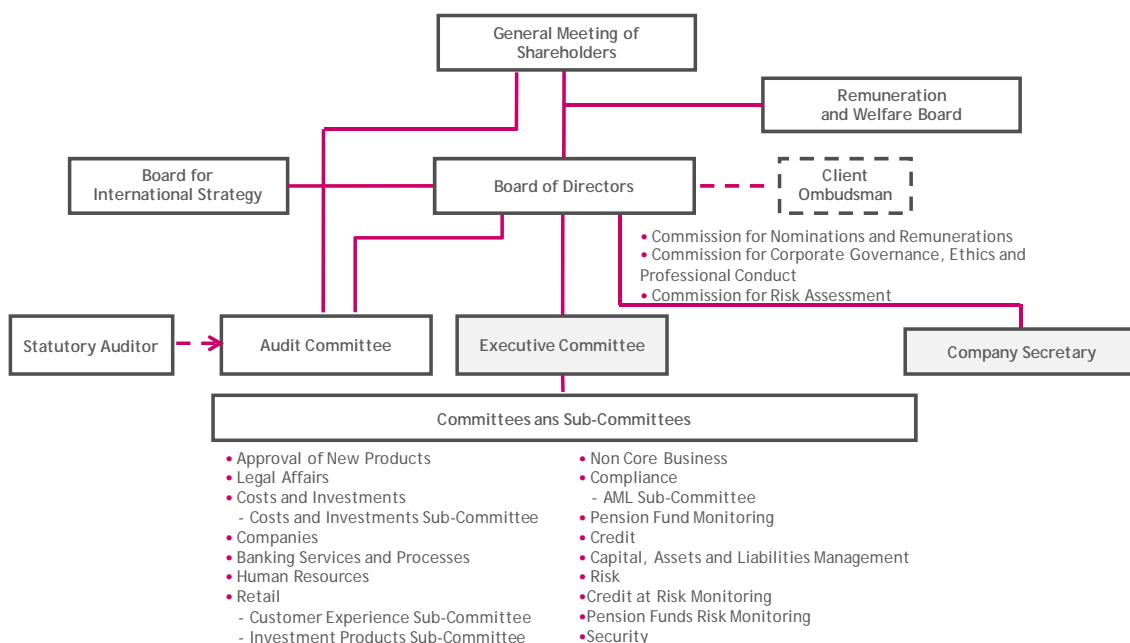 General Meeting of
Shareholders
Remuneration
and Welfare Board
Board for
International Strategy
Board of Directors
Client
Ombudsman
• Commission for Nominations and Remunerations
• Commission for Corporate Governance, Ethics and
Professional Conduct
• Commission for Risk Assessment
Statutory Auditor
Audit Committee
Executive Committee
Company Secretary
Committees ans Sub-Committees
• Approval of New Products
• Legal Affairs
• Costs and Investments
- Costs and Investments Sub-Committee
• Companies
• Banking Services and Processes
• Human Resources
• Retail
- Customer Experience Sub-Committee
- Investment Products Sub-Committee
• Non Core Business
• Compliance
- AML Sub-Committee
• Pension Fund Monitoring
• Credit
• Capital, Assets and Liabilities Management
• Risk
•Credit at Risk Monitoring
•Pension Funds Risk Monitoring
•Security